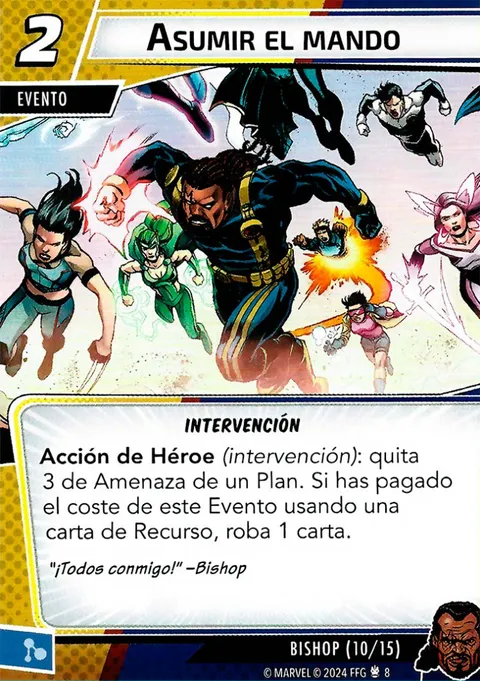 2
ASUMIR EL MANDO
EVENTO
INTERVENCIÓN
Acción de Héroe (intervención): quita
3 de Amenaza de un Plan. Si has pagado
el coste de este Evento usando una
carta de Recurso, roba 1 carta.
"¡Todos conmigo!" –Bishop
BISHOP (10/15)
© MARVEL © 2024 FFG 8